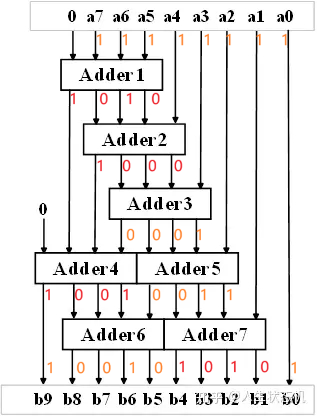 0 a7 a6 a5 a4 a3 a2 a1 a0
1 1 1 1 1 1 1 1
Adder1
1 0 1 0
Adder2
1 0 0 0
Adder3
0 0 0 1
0
Adder4 Adder5
1 0 0 1 0 0 1 1
Adder6 Adder7
1 0 0 1 0 1 0 1 0 1
b9 b8 b7 b6 b5 b4 b3 b2 b1 b0